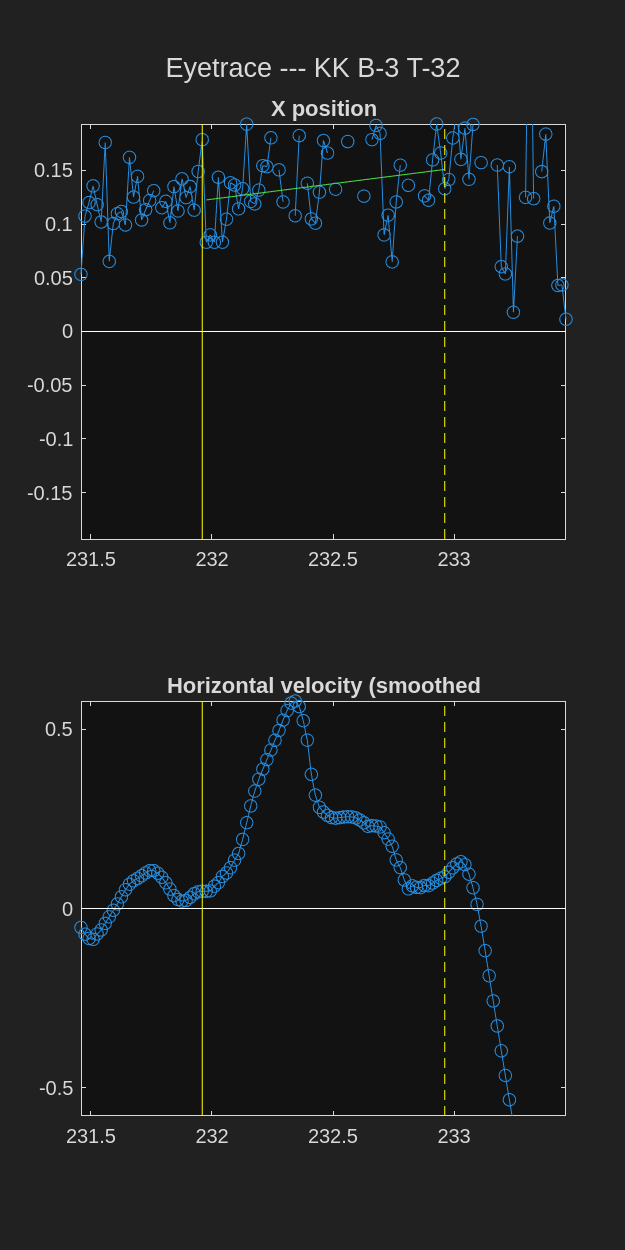 Eyetrace --- KK B-3 T-32
X position
0.15
0.1
0.05
0
-0.05
-0.1
-0.15
231.5 232 232.5 233
Horizontal velocity (smoothed
0.5
0
-0.5
231.5 232 232.5 233